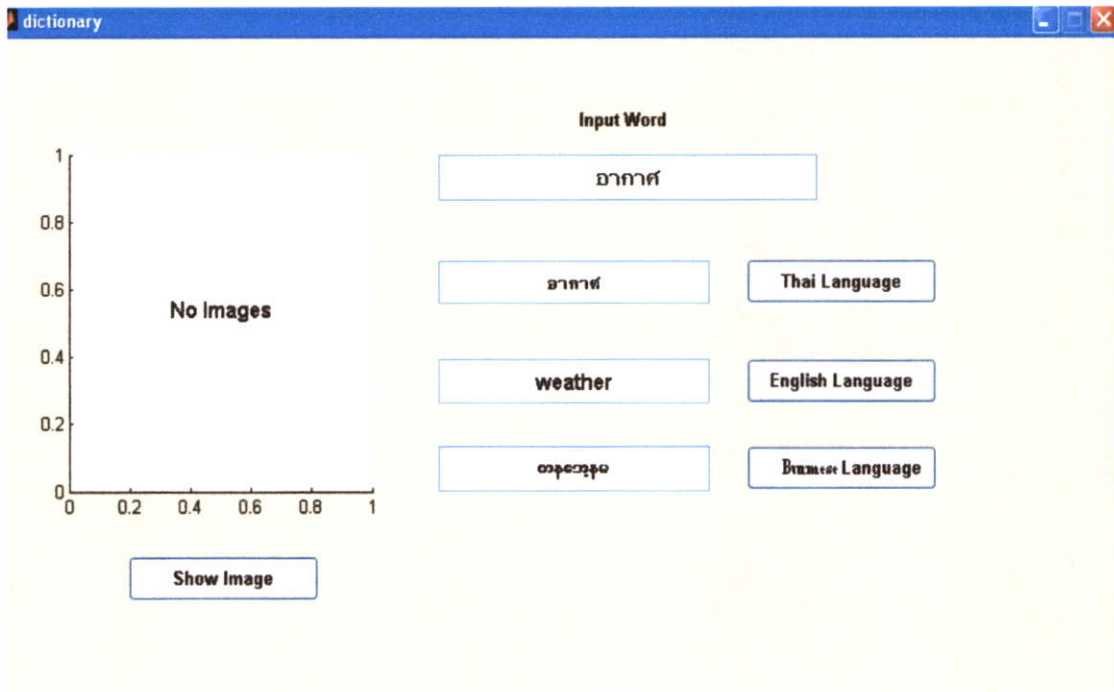 dictionary
Input Word
อากาศ
1
0.8
0.6
0.4
0.2
0
0
0.2
0.4
0.6
0.8
1
No Images
อากาศ
Thai Language
weather
English Language
Burmese Language
Show Image